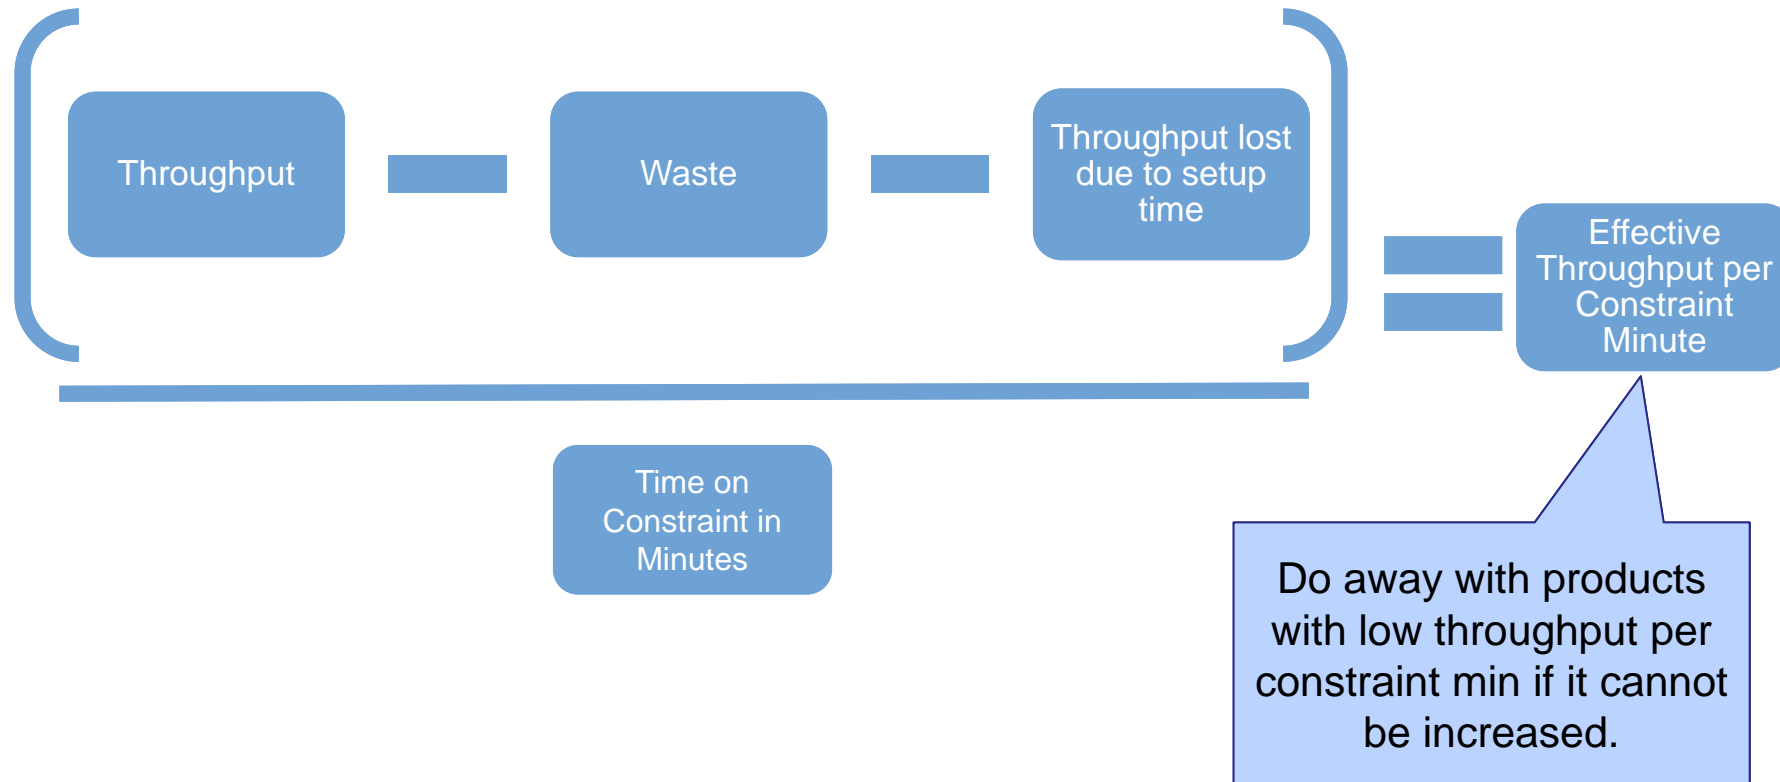 Throughput
Waste
Throughput lost
due to setup
time
Effective
Throughput per
Constraint
Minute
Time on
Constraint in
Minutes
Do away with products
with low throughput per
constraint min if it cannot
be increased.